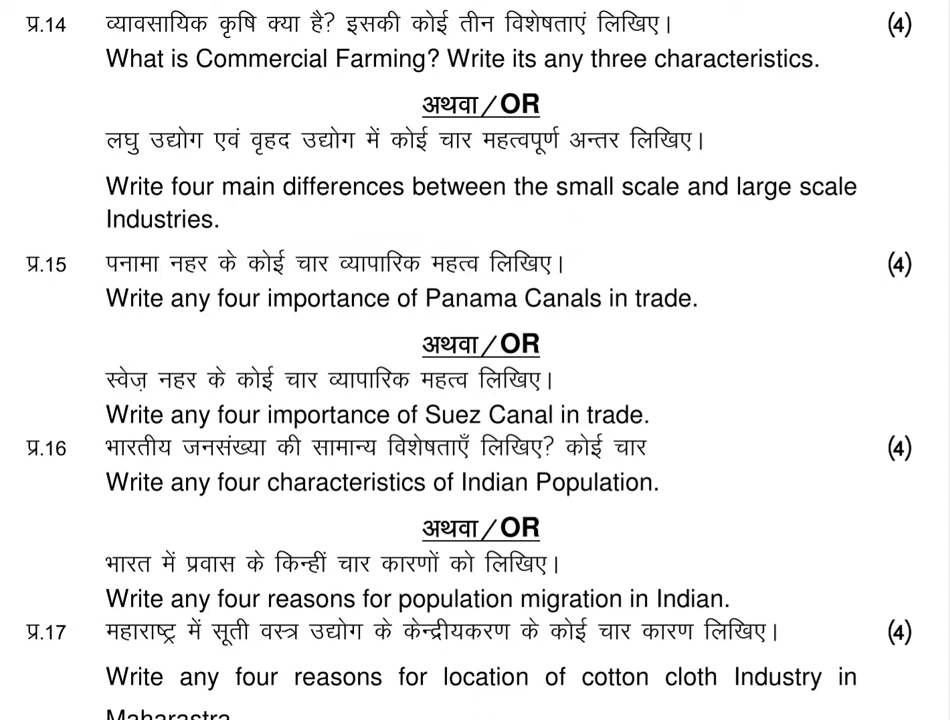 प्र.14 व्यावसायिक कृषि क्या है? इसकी कोई तीन विशेषताएं लिखिए। (4)
What is Commercial Farming? Write its any three characteristics.
अथवा/OR
लघु उद्योग एवं वृहद उद्योग में कोई चार महत्वपूर्ण अन्तर लिखिए।
Write four main differences between the small scale and large scale
Industries.
प्र.15 पनामा नहर के कोई चार व्यापारिक महत्व लिखिए। (4)
Write any four importance of Panama Canals in trade.
अथवा/OR
स्वेज़ नहर के कोई चार व्यापारिक महत्व लिखिए।
Write any four importance of Suez Canal in trade.
प्र.16 भारतीय जनसंख्या की सामान्य विशेषताएँ लिखिए? कोई चार (4)
Write any four characteristics of Indian Population.
अथवा/OR
भारत में प्रवास के किन्हीं चार कारणों को लिखिए।
Write any four reasons for population migration in Indian.
प्र.17 महाराष्ट्र में सूती वस्त्र उद्योग के केन्द्रीयकरण के कोई चार कारण लिखिए। (4)
Write any four reasons for location of cotton cloth Industry in
Maharastra